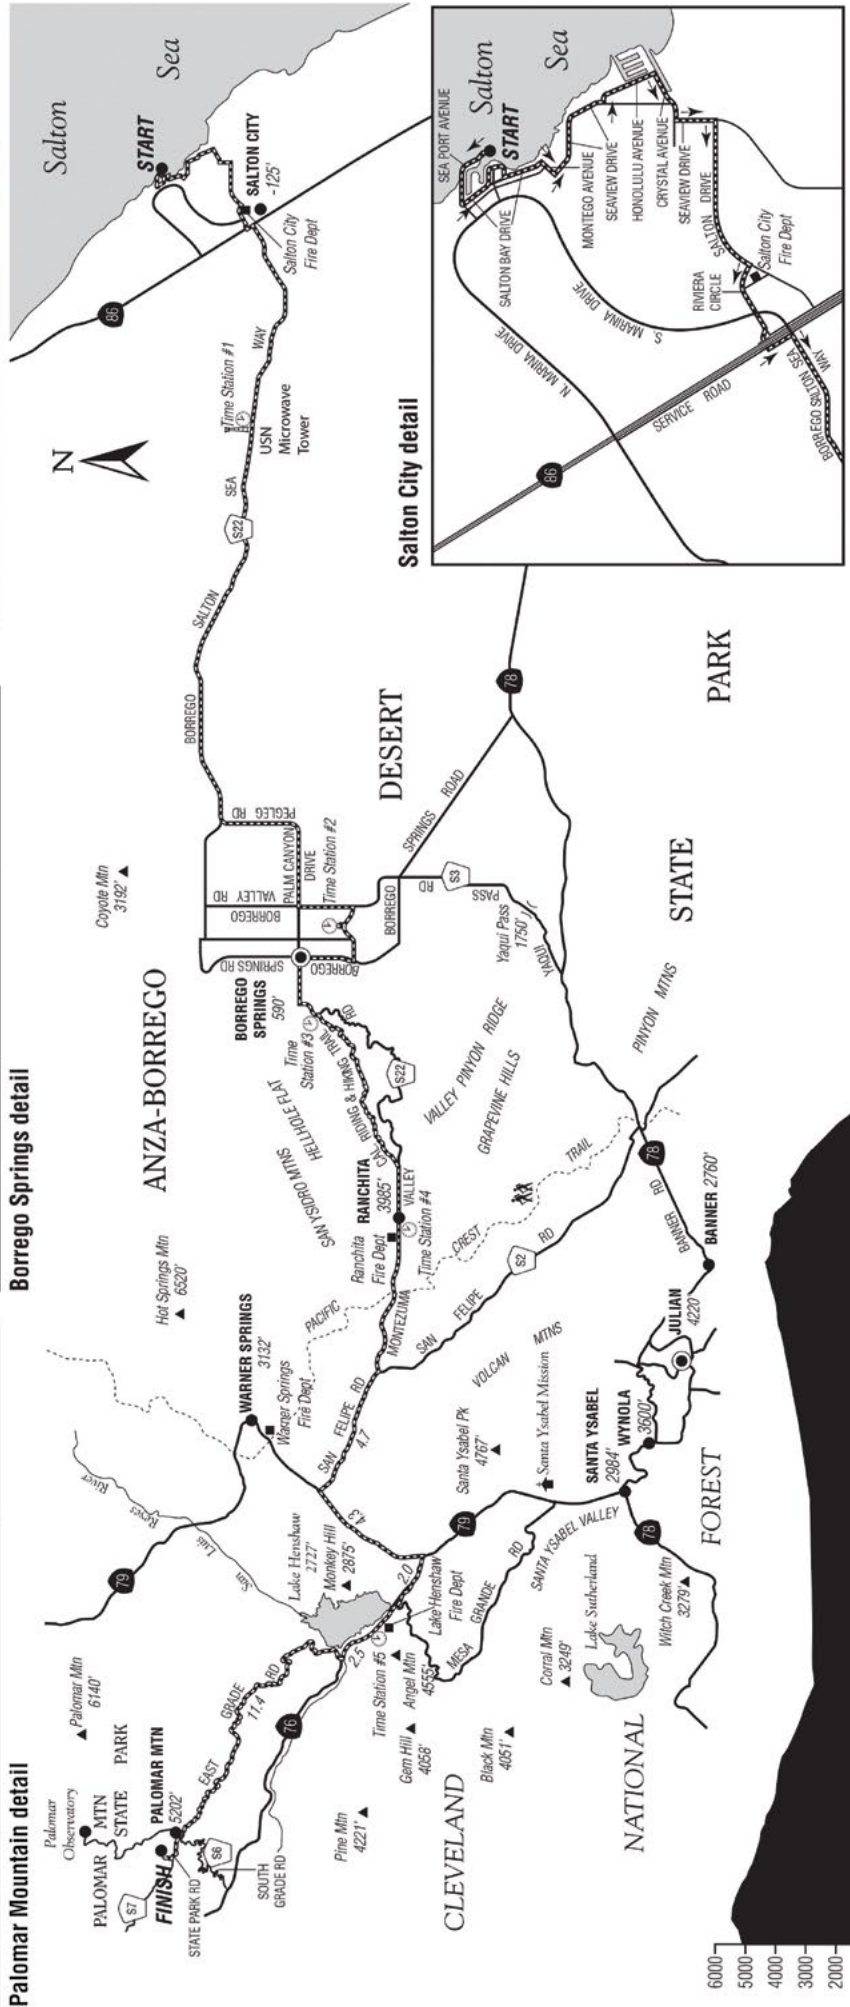 Palomar Mountain detail
Borrego Springs detail
Palomar
Observatory
PALOMAR MTN
STATE PARK
Palomar Mtn
6140'
S7
FINISH
PALOMAR MTN
5202'
STATE PARK RD
S6
SOUTH
GRADE RD
EAST GRADE RD
11.4
76
79
San Luis Reyes River
Pine Mtn
4221'
Lake Henshaw
2727'
Monkey Hill
2875'
2.5
2.0
4.3
Time Station #5
Lake Henshaw
Fire Dept
Gem Hill
4058'
Angel Mtn
4555'
MESA GRANDE RD
Black Mtn
4051'
Corral Mtn
3249'
Lake Sutherland
Witch Creek Mtn
3279'
CLEVELAND
NATIONAL
FOREST
79
Santa Ysabel Pk
4767'
Santa Ysabel Mission
SANTA YSABEL VALLEY
SANTA YSABEL
2984'
WYNOLA
3600'
78
JULIAN
4220'
BANNER 2760'
BANNER RD
78
VOLCAN MTNS
WARNER SPRINGS
3132'
Warner Springs
Fire Dept
Hot Springs Mtn
6520'
SAN FELIPE RD
4.7
SAN FELIPE RD
S2
PACIFIC CREST TRAIL
MONTEZUMA VALLEY RD
Ranchita
Fire Dept
RANCHITA
3985'
Time Station #4
SAN YSIDRO MTNS
HELLHOLE FLAT
CAL RIDING & HIKING TRAIL
S22
Time
Station #3
ANZA-BORREGO
DESERT
STATE
PARK
Coyote Mtn
3192'
BORREGO
SPRINGS
590'
BORREGO SPRINGS RD
BORREGO VALLEY RD
PALM CANYON
DRIVE
PEGLEG RD
Time Station #2
BORREGO SPRINGS ROAD
VALLEY PINYON RIDGE
GRAPEVINE HILLS
Yaqui Pass
1750'
YAQUI PASS RD
S3
PINYON MTNS
78
BORREGO SALTON SEA WAY
S22
N
Time Station #1
USN
Microwave
Tower
86
Salton
Sea
START
SALTON CITY
-125'
Salton City
Fire Dept
Salton City detail
Salton
Sea
SEA PORT AVENUE
START
SALTON BAY DRIVE
MONTEGO AVENUE
SEAVIEW DRIVE
HONOLULU AVENUE
CRYSTAL AVENUE
SEAVIEW DRIVE
SALTON DRIVE
Salton City
Fire Dept
RIVIERA
CIRCLE
S. MARINA DRIVE
N. MARINA DRIVE
SERVICE ROAD
86
BORREGO SALTON SEA
WAY
6000
5000
4000
3000
2000